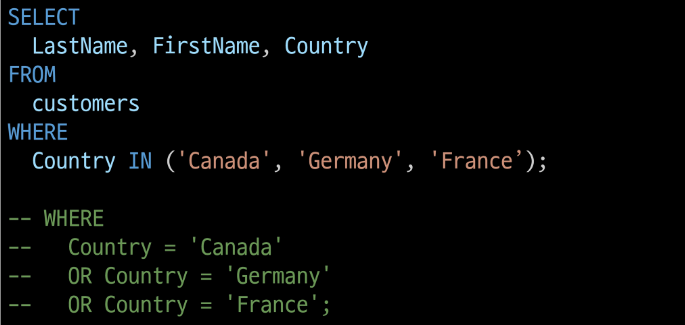 SELECT
  LastName, FirstName, Country
FROM
  customers
WHERE
  Country IN ('Canada', 'Germany', 'France’);

-- WHERE
--   Country = 'Canada'
--   OR Country = 'Germany'
--   OR Country = 'France';